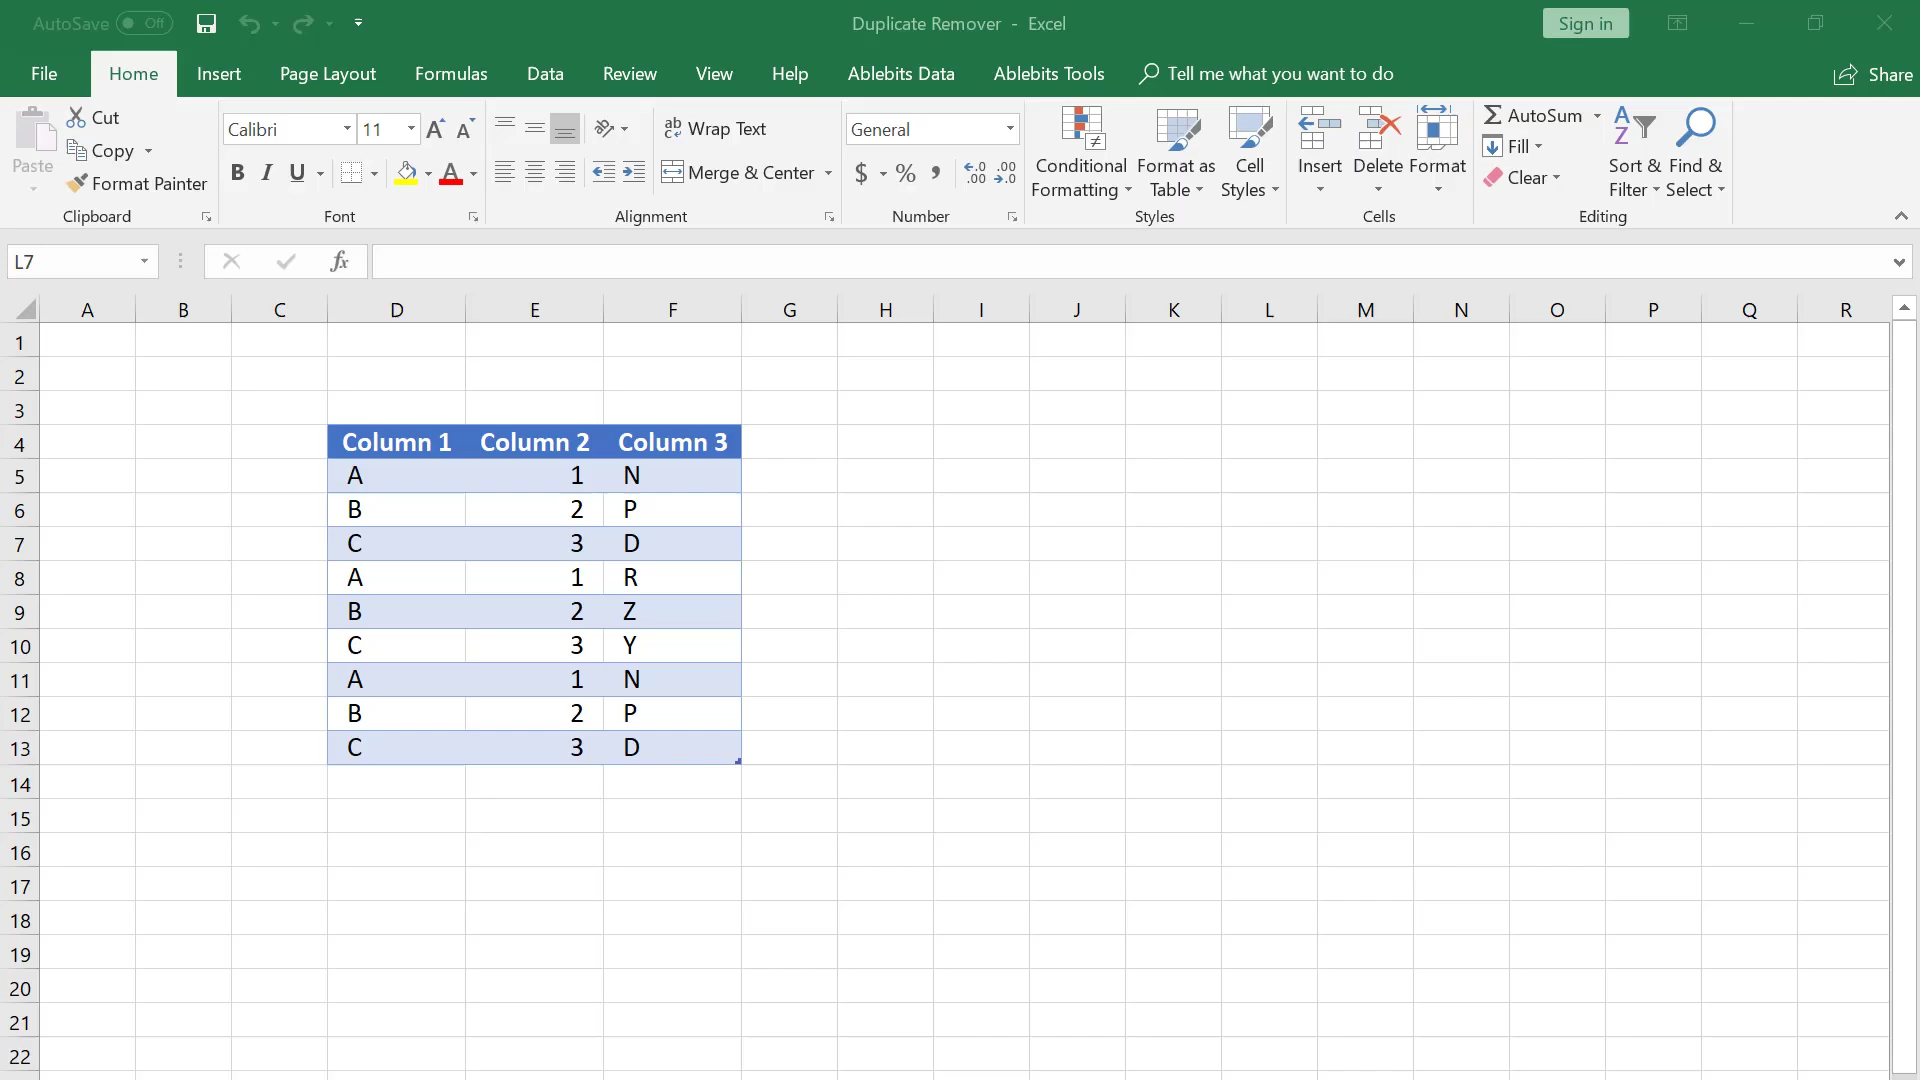 AutoSave Off
Duplicate Remover - Excel
Sign in
File Home Insert Page Layout Formulas Data Review View Help Ablebits Data Ablebits Tools Tell me what you want to do Share
Paste
Cut
Copy
Format Painter
Clipboard
Calibri 11
B I U
Font
Wrap Text
Merge & Center
Alignment
General
$ % ,
Number
Conditional Formatting
Format as Table
Cell Styles
Styles
Insert
Delete
Format
Cells
AutoSum
Fill
Clear
Sort & Filter
Find & Select
Editing
L7
fx
A B C D E F G H I J K L M N O P Q R
1
2
3
4 Column 1 Column 2 Column 3
5 A 1 N
6 B 2 P
7 C 3 D
8 A 1 R
9 B 2 Z
10 C 3 Y
11 A 1 N
12 B 2 P
13 C 3 D
14
15
16
17
18
19
20
21
22